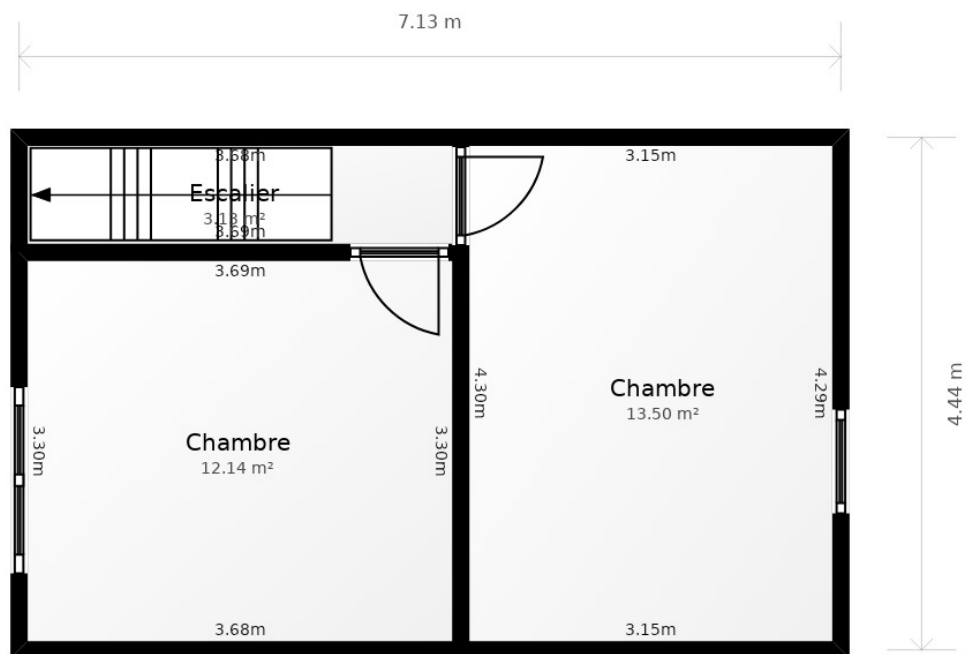 7.13 m
3.68m
Escalier
3.13 m²
3.69m
3.69m
3.15m
4.44 m
4.30m
4.29m
Chambre
13.50 m²
3.30m
3.30m
Chambre
12.14 m²
3.68m
3.15m